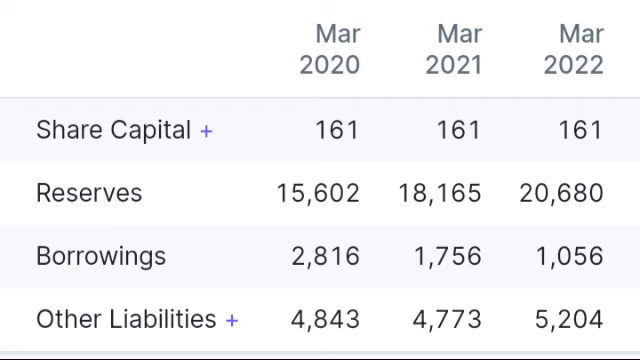 Mar Mar Mar
2020 2021 2022
Share Capital + 161 161 161
Reserves 15,602 18,165 20,680
Borrowings 2,816 1,756 1,056
Other Liabilities + 4,843 4,773 5,204